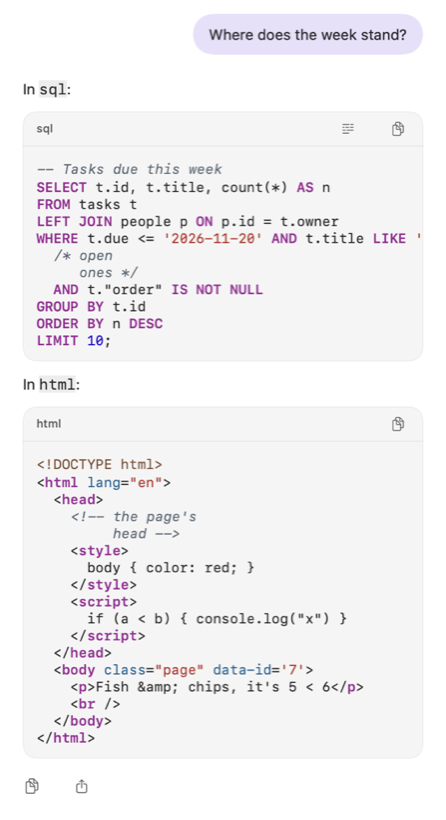 Where does the week stand?
In sql:
sql
-- Tasks due this week
SELECT t.id, t.title, count(*) AS n
FROM tasks t
LEFT JOIN people p ON p.id = t.owner
WHERE t.due <= '2026-11-20' AND t.title LIKE '
/* open
ones */
AND t."order" IS NOT NULL
GROUP BY t.id
ORDER BY n DESC
LIMIT 10;
In html:
html
<!DOCTYPE html>
<html lang="en">
<head>
<!-- the page's
head -->
<style>
body { color: red; }
</style>
<script>
if (a < b) { console.log("x") }
</script>
</head>
<body class="page" data-id='7'>
<p>Fish &amp; chips, it's 5 < 6</p>
<br />
</body>
</html>